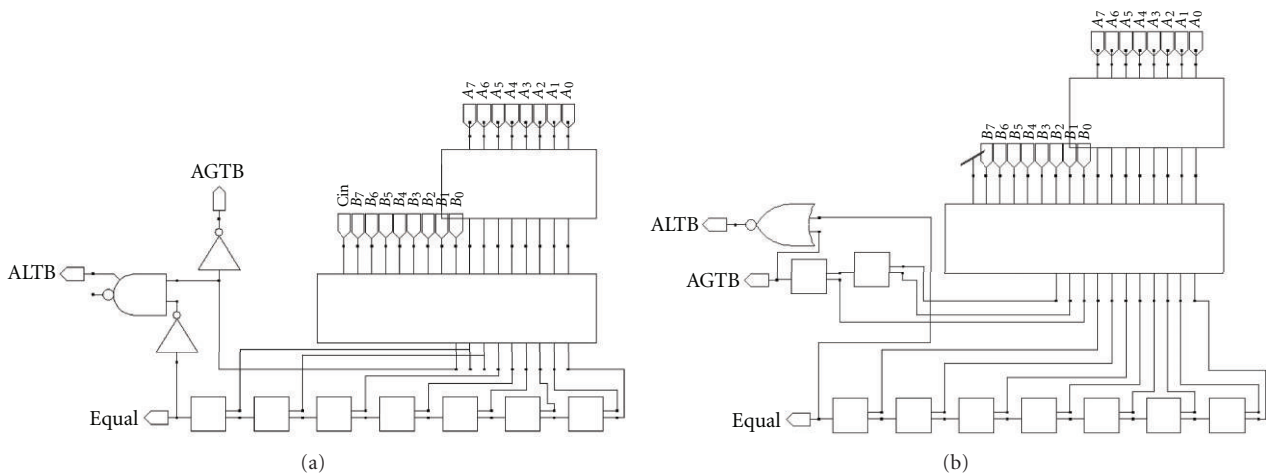 A7 A6 A5 A4 A3 A2 A1 A0
Cin B7 B6 B5 B4 B3 B2 B1 B0
AGTB
ALTB
Equal
(a)
A7 A6 A5 A4 A3 A2 A1 A0
B7 B6 B5 B4 B3 B2 B1 B0
ALTB
AGTB
Equal
(b)